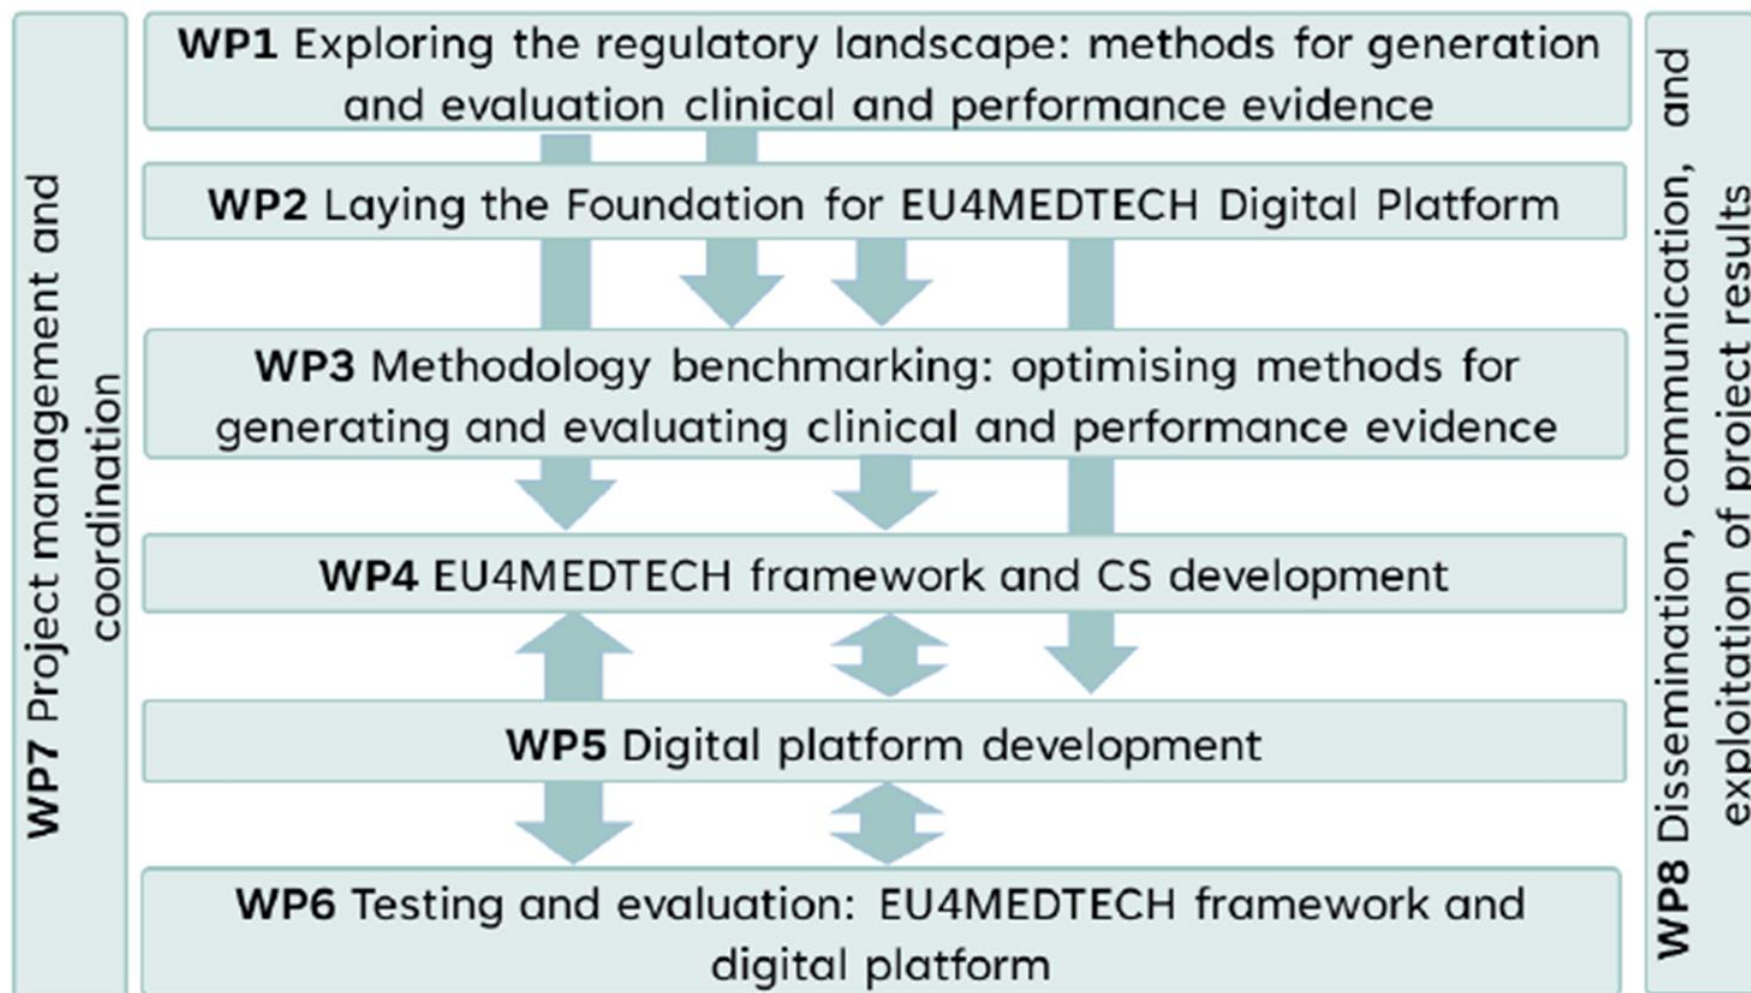 WP7 Project management and
coordination
WP1 Exploring the regulatory landscape: methods for generation
and evaluation clinical and performance evidence
WP2 Laying the Foundation for EU4MEDTECH Digital Platform
WP3 Methodology benchmarking: optimising methods for
generating and evaluating clinical and performance evidence
WP4 EU4MEDTECH framework and CS development
WP5 Digital platform development
WP6 Testing and evaluation: EU4MEDTECH framework and
digital platform
WP8 Dissemination, communication, and
exploitation of project results